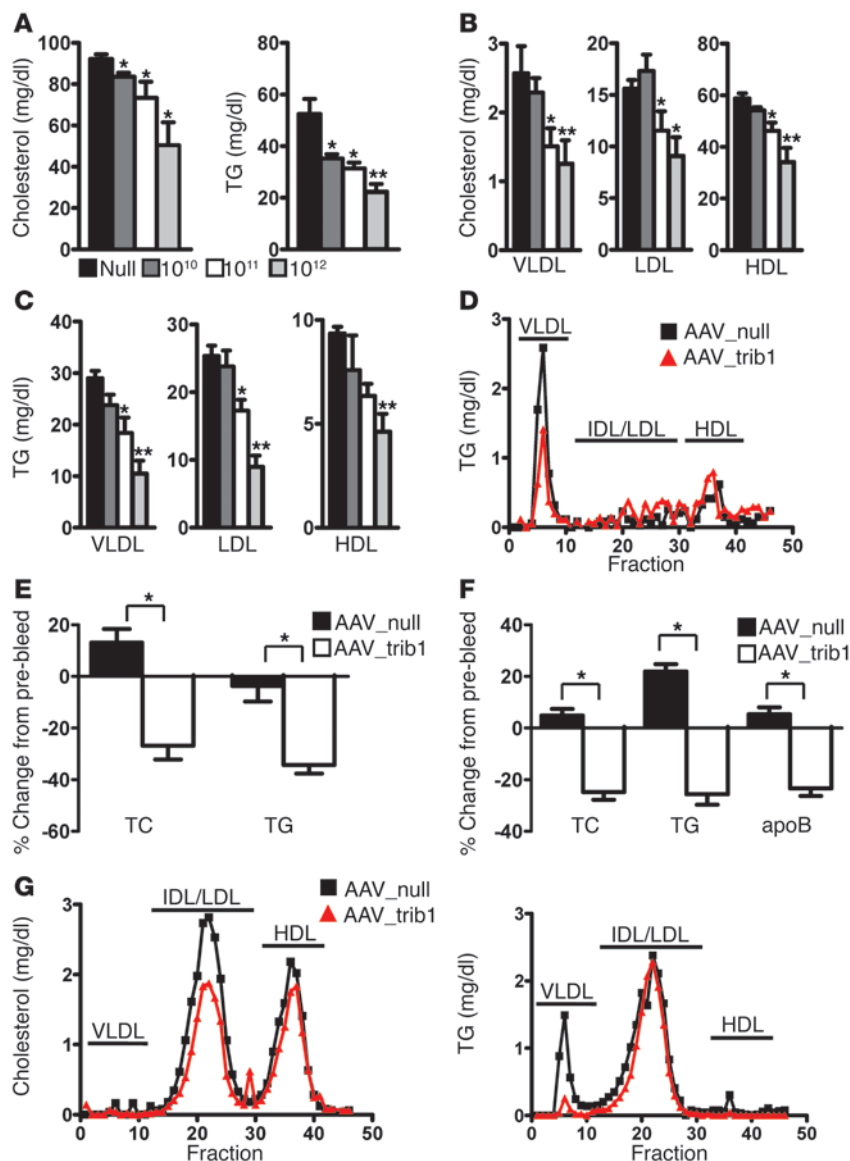 A
Cholesterol (mg/dl)
100
80
60
40
20
0
*
*
*
TG (mg/dl)
80
60
40
20
0
*
*
**
Null 10¹⁰ 10¹¹ 10¹²
B
Cholesterol (mg/dl)
3
2
1
0
*
**
VLDL
20
15
10
5
0
*
*
LDL
80
60
40
20
0
*
**
HDL
C
TG (mg/dl)
40
30
20
10
0
*
**
VLDL
30
20
10
0
*
**
LDL
10
5
0
**
HDL
D
TG (mg/dl)
3
2
1
0
VLDL
IDL/LDL
HDL
AAV_null
AAV_trib1
0 10 20 30 40 50
Fraction
E
% Change from pre-bleed
20
0
-20
-40
-60
*
*
AAV_null
AAV_trib1
TC TG
F
% Change from pre-bleed
40
20
0
-20
-40
*
*
*
AAV_null
AAV_trib1
TC TG apoB
G
Cholesterol (mg/dl)
3
2
1
0
VLDL
IDL/LDL
HDL
AAV_null
AAV_trib1
0 10 20 30 40 50
Fraction
TG (mg/dl)
3
2
1
0
VLDL
IDL/LDL
HDL
0 10 20 30 40 50
Fraction